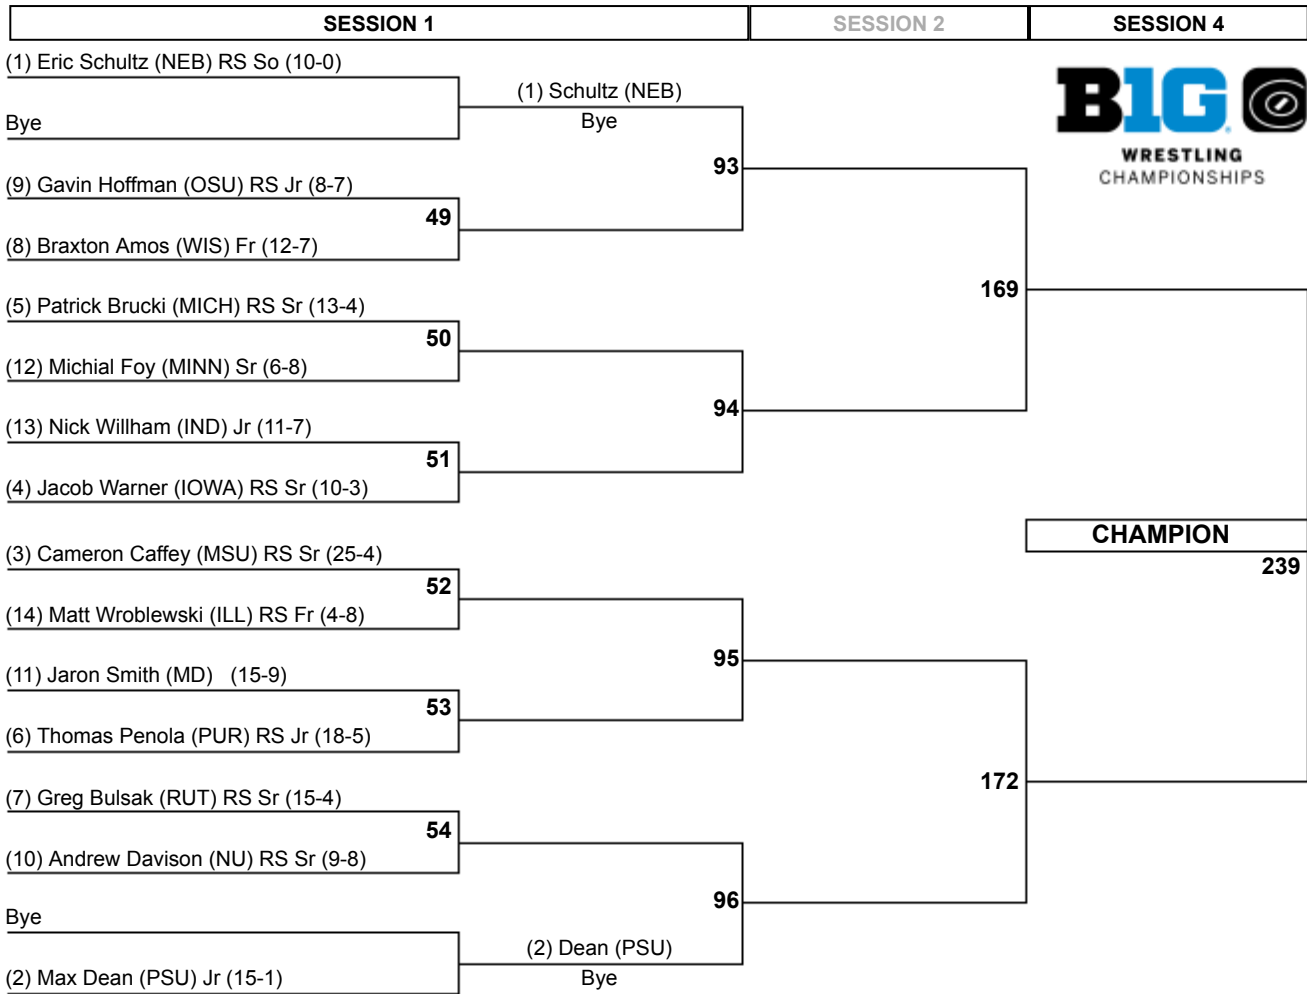 SESSION 1
SESSION 2
SESSION 4
(1) Eric Schultz (NEB) RS So (10-0)
(1) Schultz (NEB)
Bye
Bye
B1G
WRESTLING
CHAMPIONSHIPS
93
(9) Gavin Hoffman (OSU) RS Jr (8-7)
49
(8) Braxton Amos (WIS) Fr (12-7)
169
(5) Patrick Brucki (MICH) RS Sr (13-4)
50
(12) Michial Foy (MINN) Sr (6-8)
94
(13) Nick Willham (IND) Jr (11-7)
51
(4) Jacob Warner (IOWA) RS Sr (10-3)
CHAMPION
239
(3) Cameron Caffey (MSU) RS Sr (25-4)
52
(14) Matt Wroblewski (ILL) RS Fr (4-8)
95
(11) Jaron Smith (MD) (15-9)
53
(6) Thomas Penola (PUR) RS Jr (18-5)
172
(7) Greg Bulsak (RUT) RS Sr (15-4)
54
(10) Andrew Davison (NU) RS Sr (9-8)
96
Bye
(2) Dean (PSU)
Bye
(2) Max Dean (PSU) Jr (15-1)